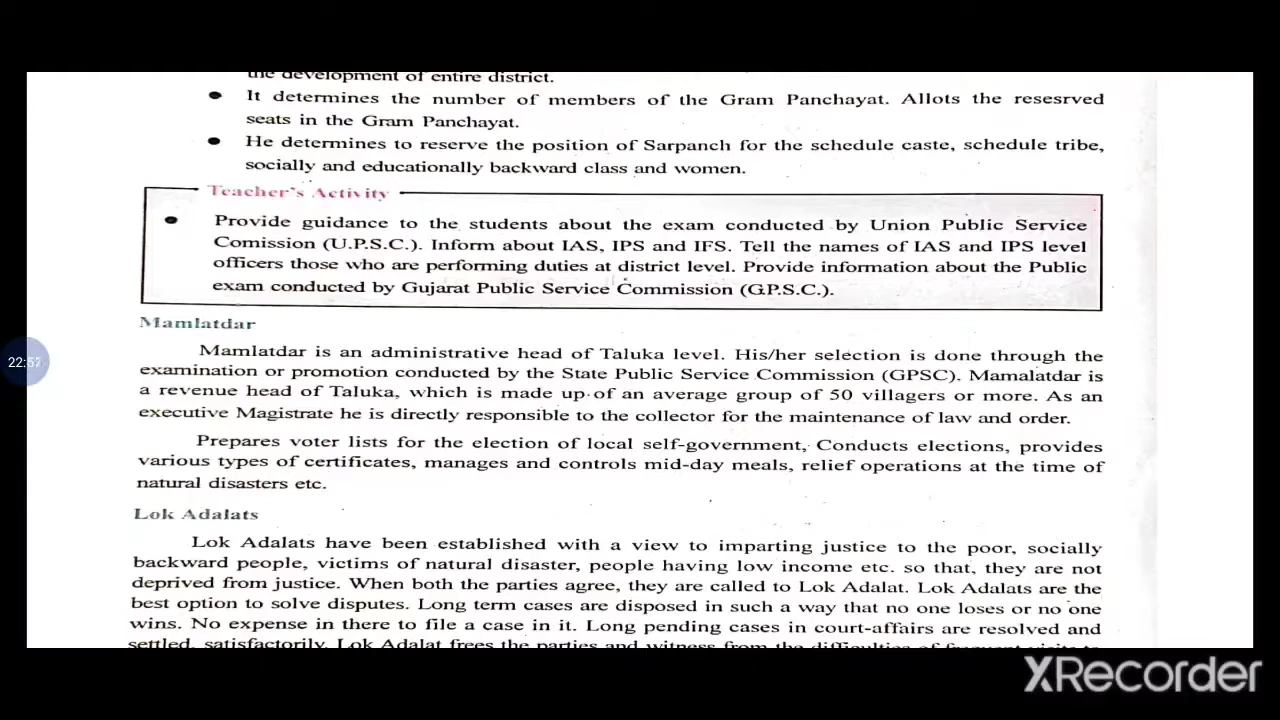 the development of entire district.
• It determines the number of members of the Gram Panchayat. Allots the resesrved
seats in the Gram Panchayat.
• He determines to reserve the position of Sarpanch for the schedule caste, schedule tribe,
socially and educationally backward class and women.
Teacher's Activity
• Provide guidance to the students about the exam conducted by Union Public Service
Comission (U.P.S.C.). Inform about IAS, IPS and IFS. Tell the names of IAS and IPS level
officers those who are performing duties at district level. Provide information about the Public
exam conducted by Gujarat Public Service Commission (G.P.S.C.).
Mamlatdar
Mamlatdar is an administrative head of Taluka level. His/her selection is done through the
examination or promotion conducted by the State Public Service Commission (GPSC). Mamalatdar is
a revenue head of Taluka, which is made up of an average group of 50 villagers or more. As an
executive Magistrate he is directly responsible to the collector for the maintenance of law and order.
Prepares voter lists for the election of local self-government, Conducts elections, provides
various types of certificates, manages and controls mid-day meals, relief operations at the time of
natural disasters etc.
Lok Adalats
Lok Adalats have been established with a view to imparting justice to the poor, socially
backward people, victims of natural disaster, people having low income etc. so that, they are not
deprived from justice. When both the parties agree, they are called to Lok Adalat. Lok Adalats are the
best option to solve disputes. Long term cases are disposed in such a way that no one loses or no one
wins. No expense in there to file a case in it. Long pending cases in court-affairs are resolved and
settled, satisfactorily. Lok Adalat frees the parties and witness from the difficulties of frequent visits to
22:57
XRecorder